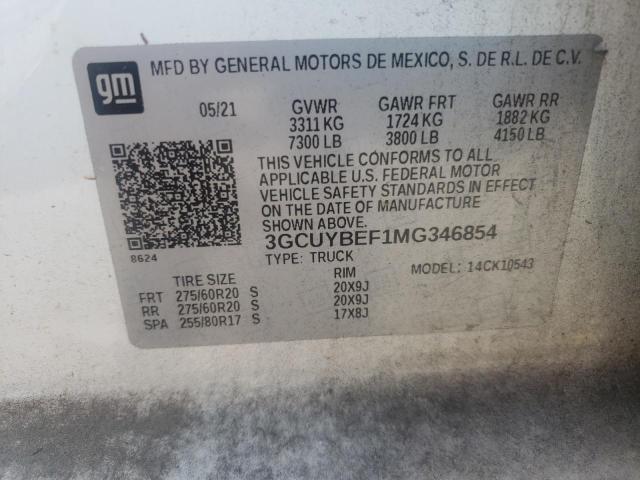 gm
MFD BY GENERAL MOTORS DE MEXICO, S. DE R.L. DE C.V.
05/21 GVWR GAWR FRT GAWR RR
3311 KG 1724 KG 1882 KG
7300 LB 3800 LB 4150 LB
THIS VEHICLE CONFORMS TO ALL
APPLICABLE U.S. FEDERAL MOTOR
VEHICLE SAFETY STANDARDS IN EFFECT
ON THE DATE OF MANUFACTURE
SHOWN ABOVE.
3GCUYBEF1MG346854
8624
TYPE: TRUCK MODEL: 14CK10543
TIRE SIZE RIM
FRT 275/60R20 S 20X9J
RR 275/60R20 S 20X9J
SPA 255/80R17 S 17X8J